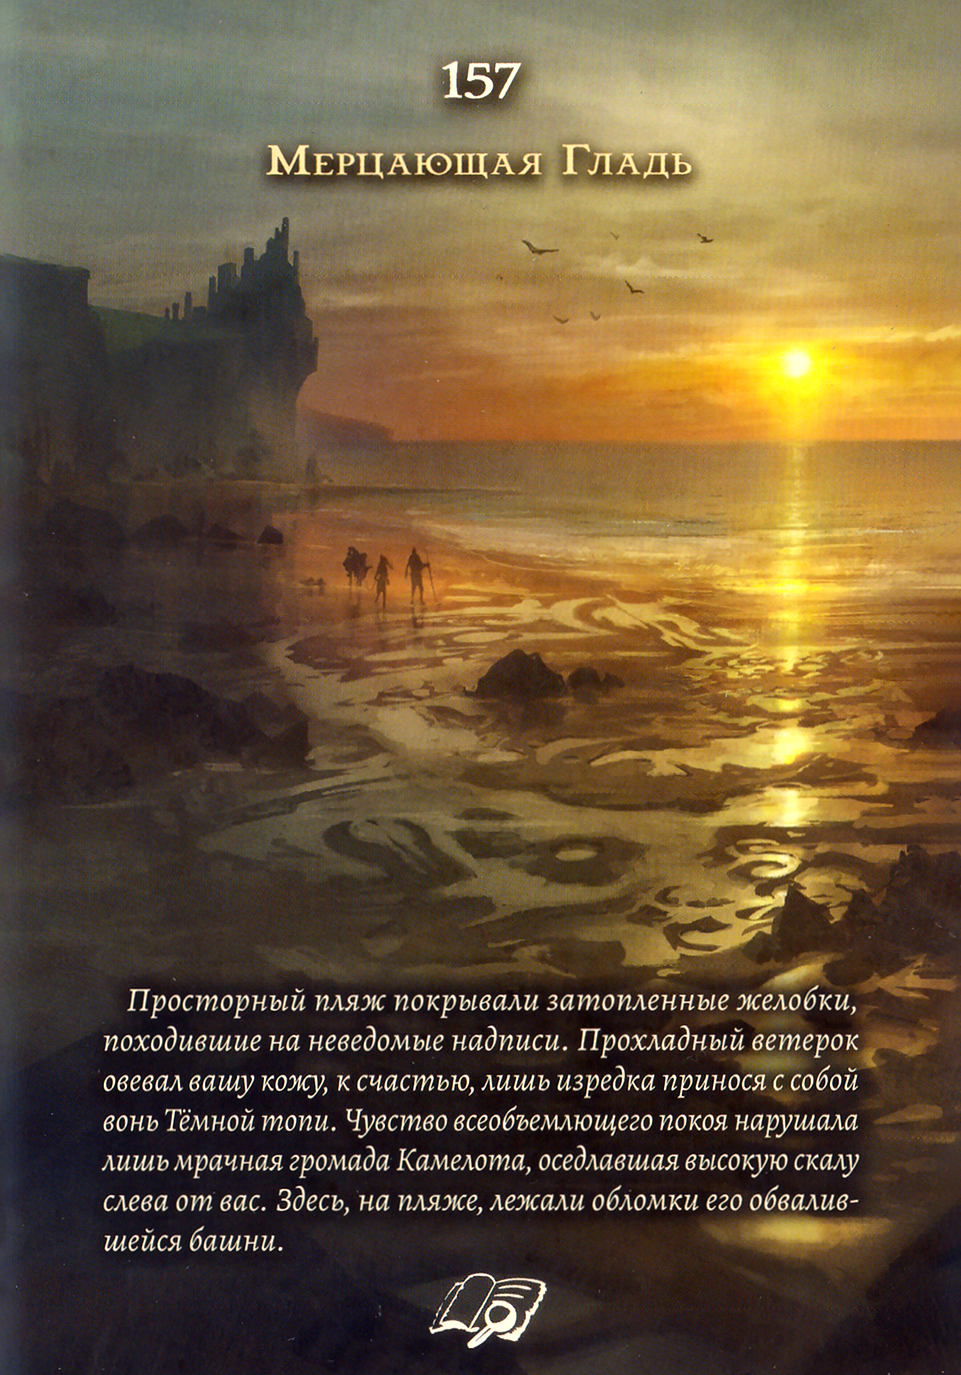 157
Мерцающая Гладь
Просторный пляж покрывали затопленные желобки,
походившие на неведомые надписи. Прохладный ветерок
овевал вашу кожу, к счастью, лишь изредка принося с собой
вонь Тёмной топи. Чувство всеобъемлющего покоя нарушала
лишь мрачная громада Камелота, оседлавшая высокую скалу
слева от вас. Здесь, на пляже, лежали обломки его обвалив-
шейся башни.